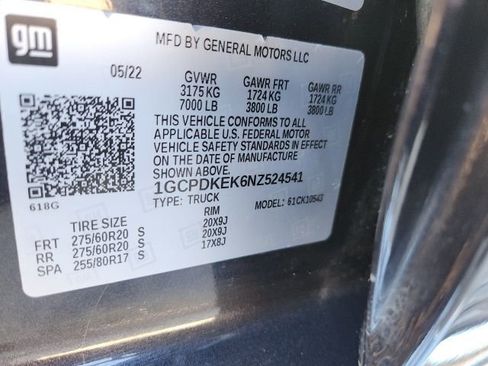 gm
MFD BY GENERAL MOTORS LLC
05/22 GVWR GAWR FRT GAWR RR
3175 KG 1724 KG 1724 KG
7000 LB 3800 LB 3800 LB
THIS VEHICLE CONFORMS TO ALL
APPLICABLE U.S. FEDERAL MOTOR
VEHICLE SAFETY STANDARDS IN
EFFECT ON THE DATE OF MANUFACTURE
SHOWN ABOVE.
1GCPDKEK6NZ524541
618G
TYPE: TRUCK MODEL: 61CK10543
TIRE SIZE RIM
FRT 275/60R20 S 20X9J
RR 275/60R20 S 20X9J
SPA 255/80R17 S 17X8J